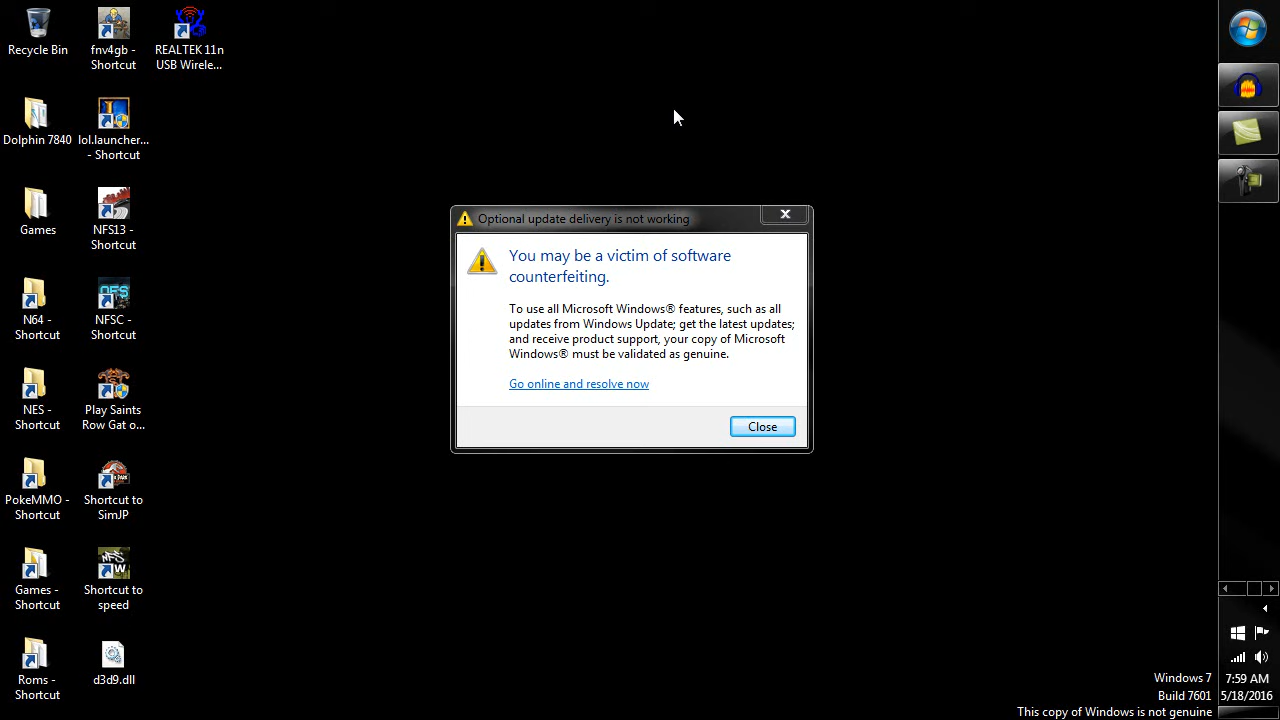 Recycle Bin
fnv4gb -
Shortcut
REALTEK 11n
USB Wirele...
Dolphin 7840
lol.launcher...
- Shortcut
Games
NFS13 -
Shortcut
N64 -
Shortcut
NFSC -
Shortcut
NES -
Shortcut
Play Saints
Row Gat o...
PokeMMO -
Shortcut
Shortcut to
SimJP
Games -
Shortcut
Shortcut to
speed
Roms -
Shortcut
d3d9.dll
Optional update delivery is not working
You may be a victim of software
counterfeiting.
To use all Microsoft Windows® features, such as all
updates from Windows Update; get the latest updates;
and receive product support, your copy of Microsoft
Windows® must be validated as genuine.
Go online and resolve now
Close
Windows 7
Build 7601
This copy of Windows is not genuine
7:59 AM
5/18/2016